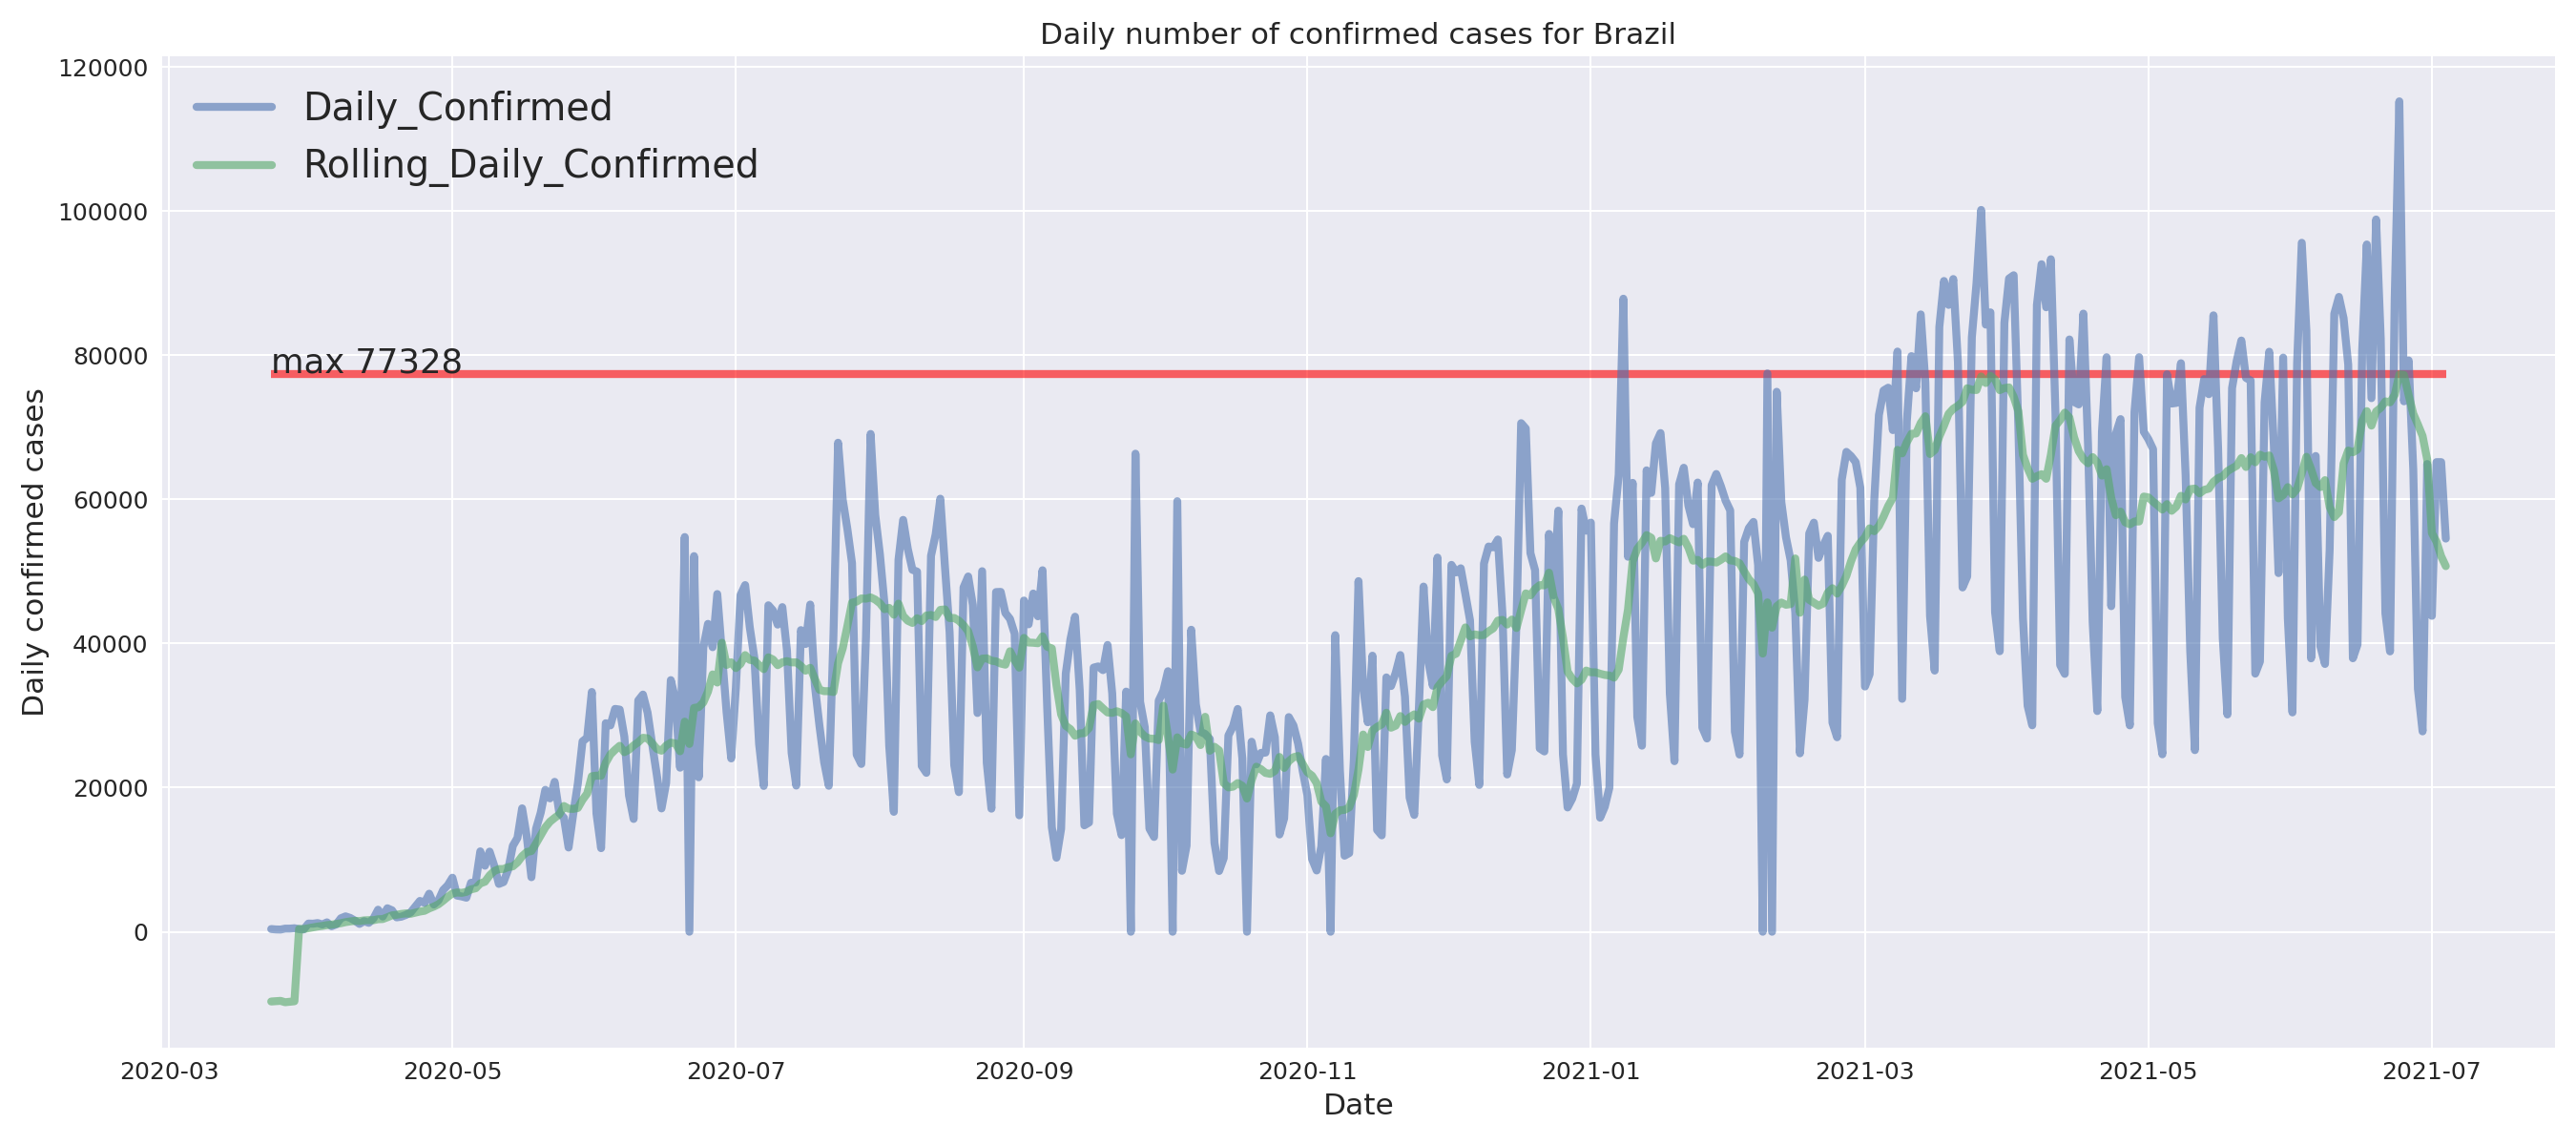 Daily number of confirmed cases for Brazil
120000
100000
80000
60000
40000
20000
0
Daily confirmed cases
Daily_Confirmed
Rolling_Daily_Confirmed
max 77328
2020-03 2020-05 2020-07 2020-09 2020-11 2021-01 2021-03 2021-05 2021-07
Date